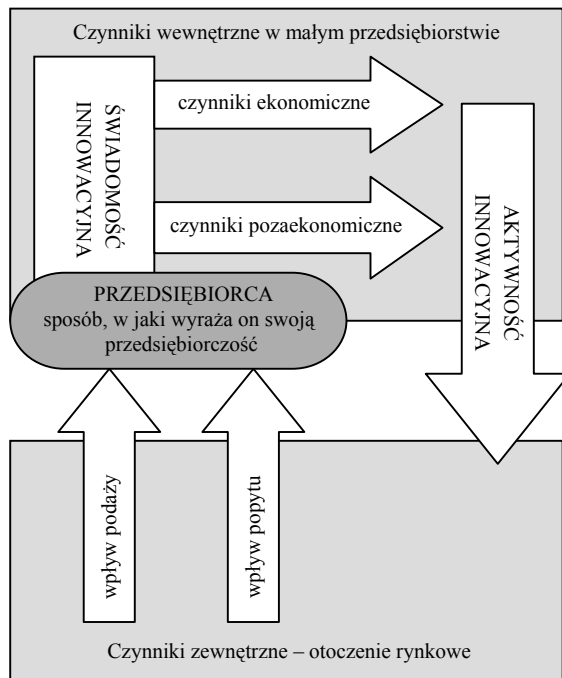 Czynniki wewnętrzne w małym przedsiębiorstwie
ŚWIADOMOŚĆ
INNOWACYJNA
czynniki ekonomiczne
czynniki pozaekonomiczne
AKTYWNOŚĆ
INNOWACYJNA
PRZEDSIĘBIORCA
sposób, w jaki wyraża on swoją
przedsiębiorczość
wpływ podaży
wpływ popytu
Czynniki zewnętrzne – otoczenie rynkowe